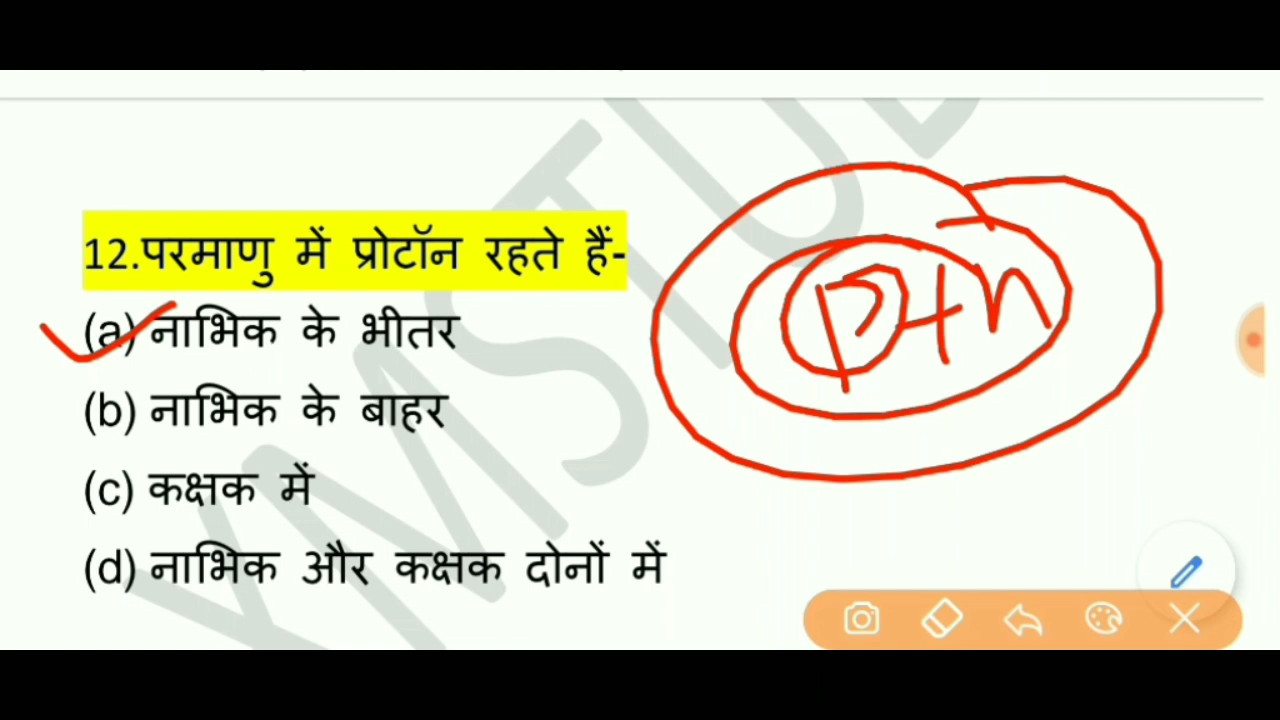 12.परमाणु में प्रोटॉन रहते हैं-
(a) नाभिक के भीतर
(b) नाभिक के बाहर
(c) कक्षक में
(d) नाभिक और कक्षक दोनों में
p+n